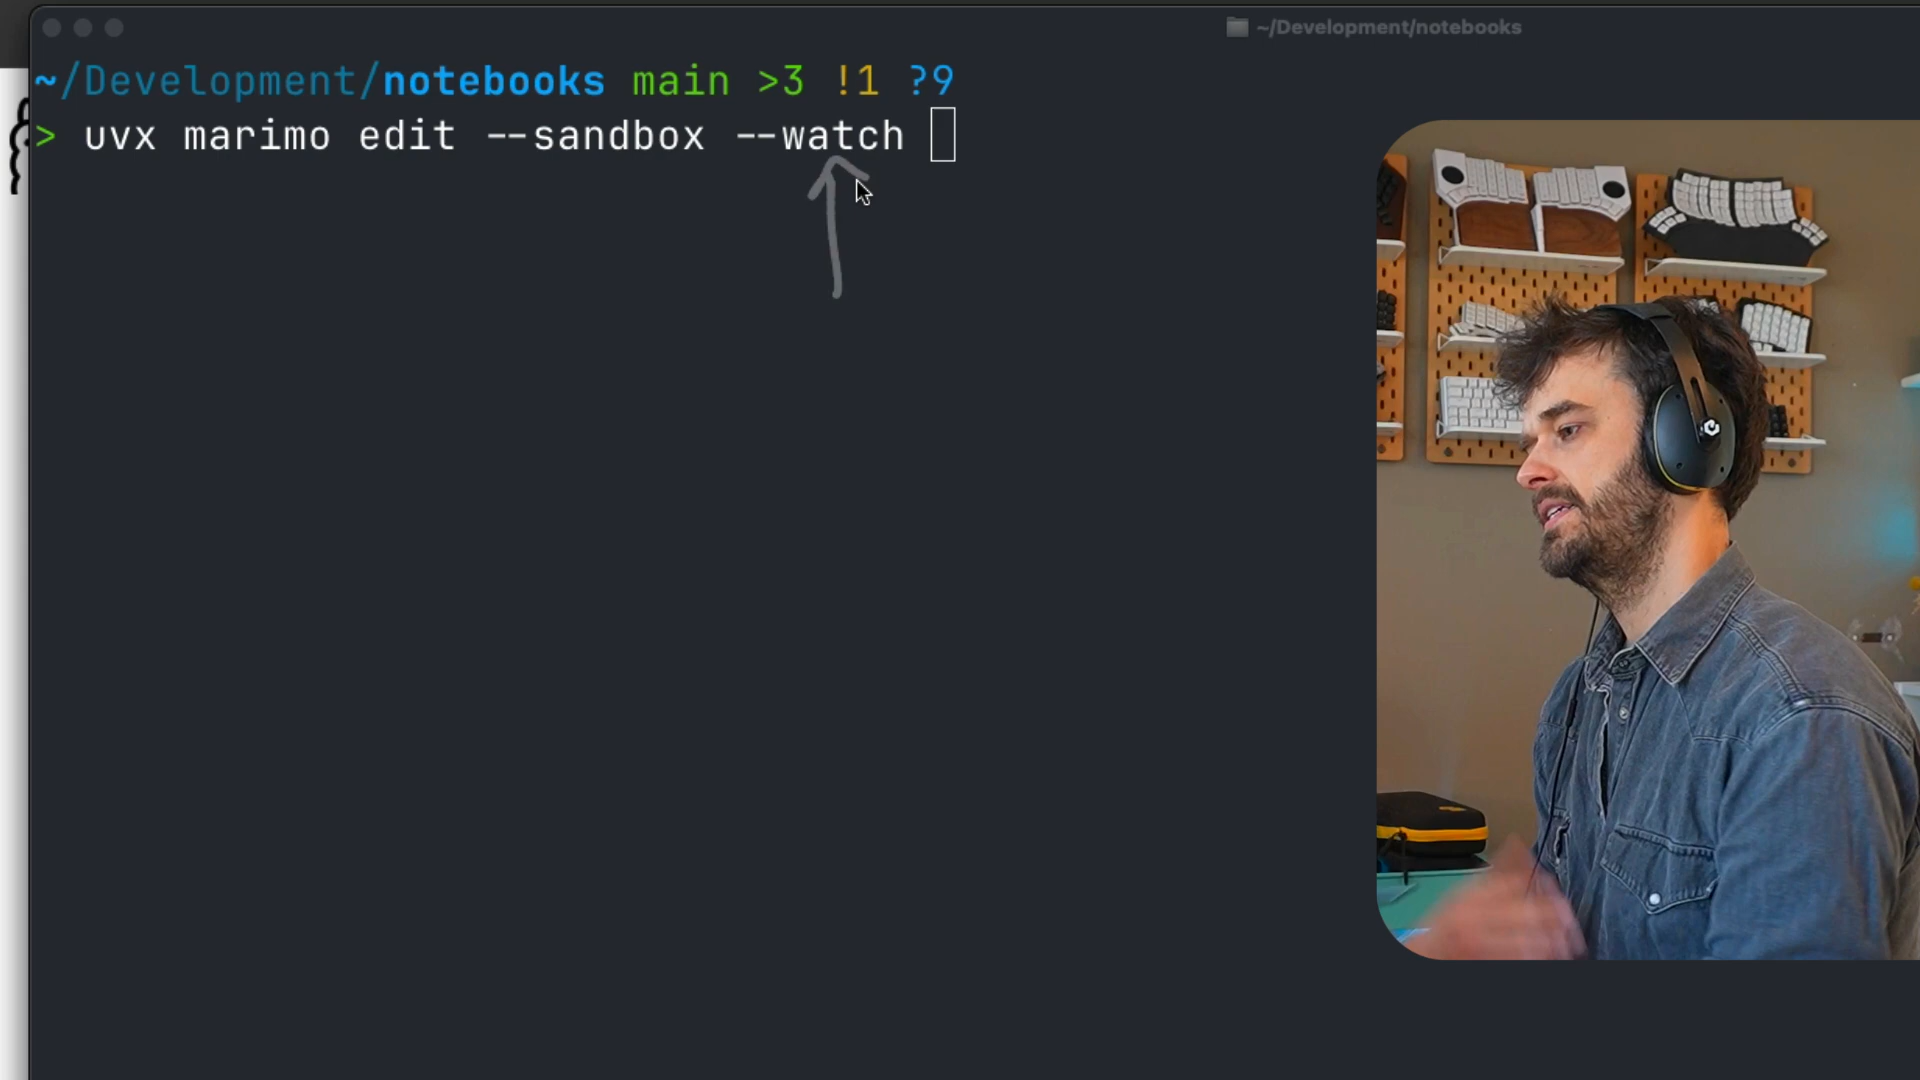 ~/Development/notebooks
~/Development/notebooks main >3 !1 ?9
> uvx marimo edit --sandbox --watch